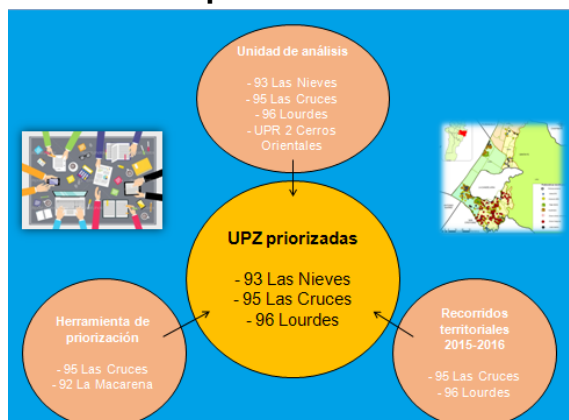 Unidad de análisis
- 93 Las Nieves
- 95 Las Cruces
- 96 Lourdes
- UPR 2 Cerros
Orientales
UPZ priorizadas
- 93 Las Nieves
- 95 Las Cruces
- 96 Lourdes
Herramienta de
priorización
- 95 Las Cruces
- 92 La Macarena
Recorridos
territoriales
2015-2016
- 95 Las Cruces
- 96 Lourdes